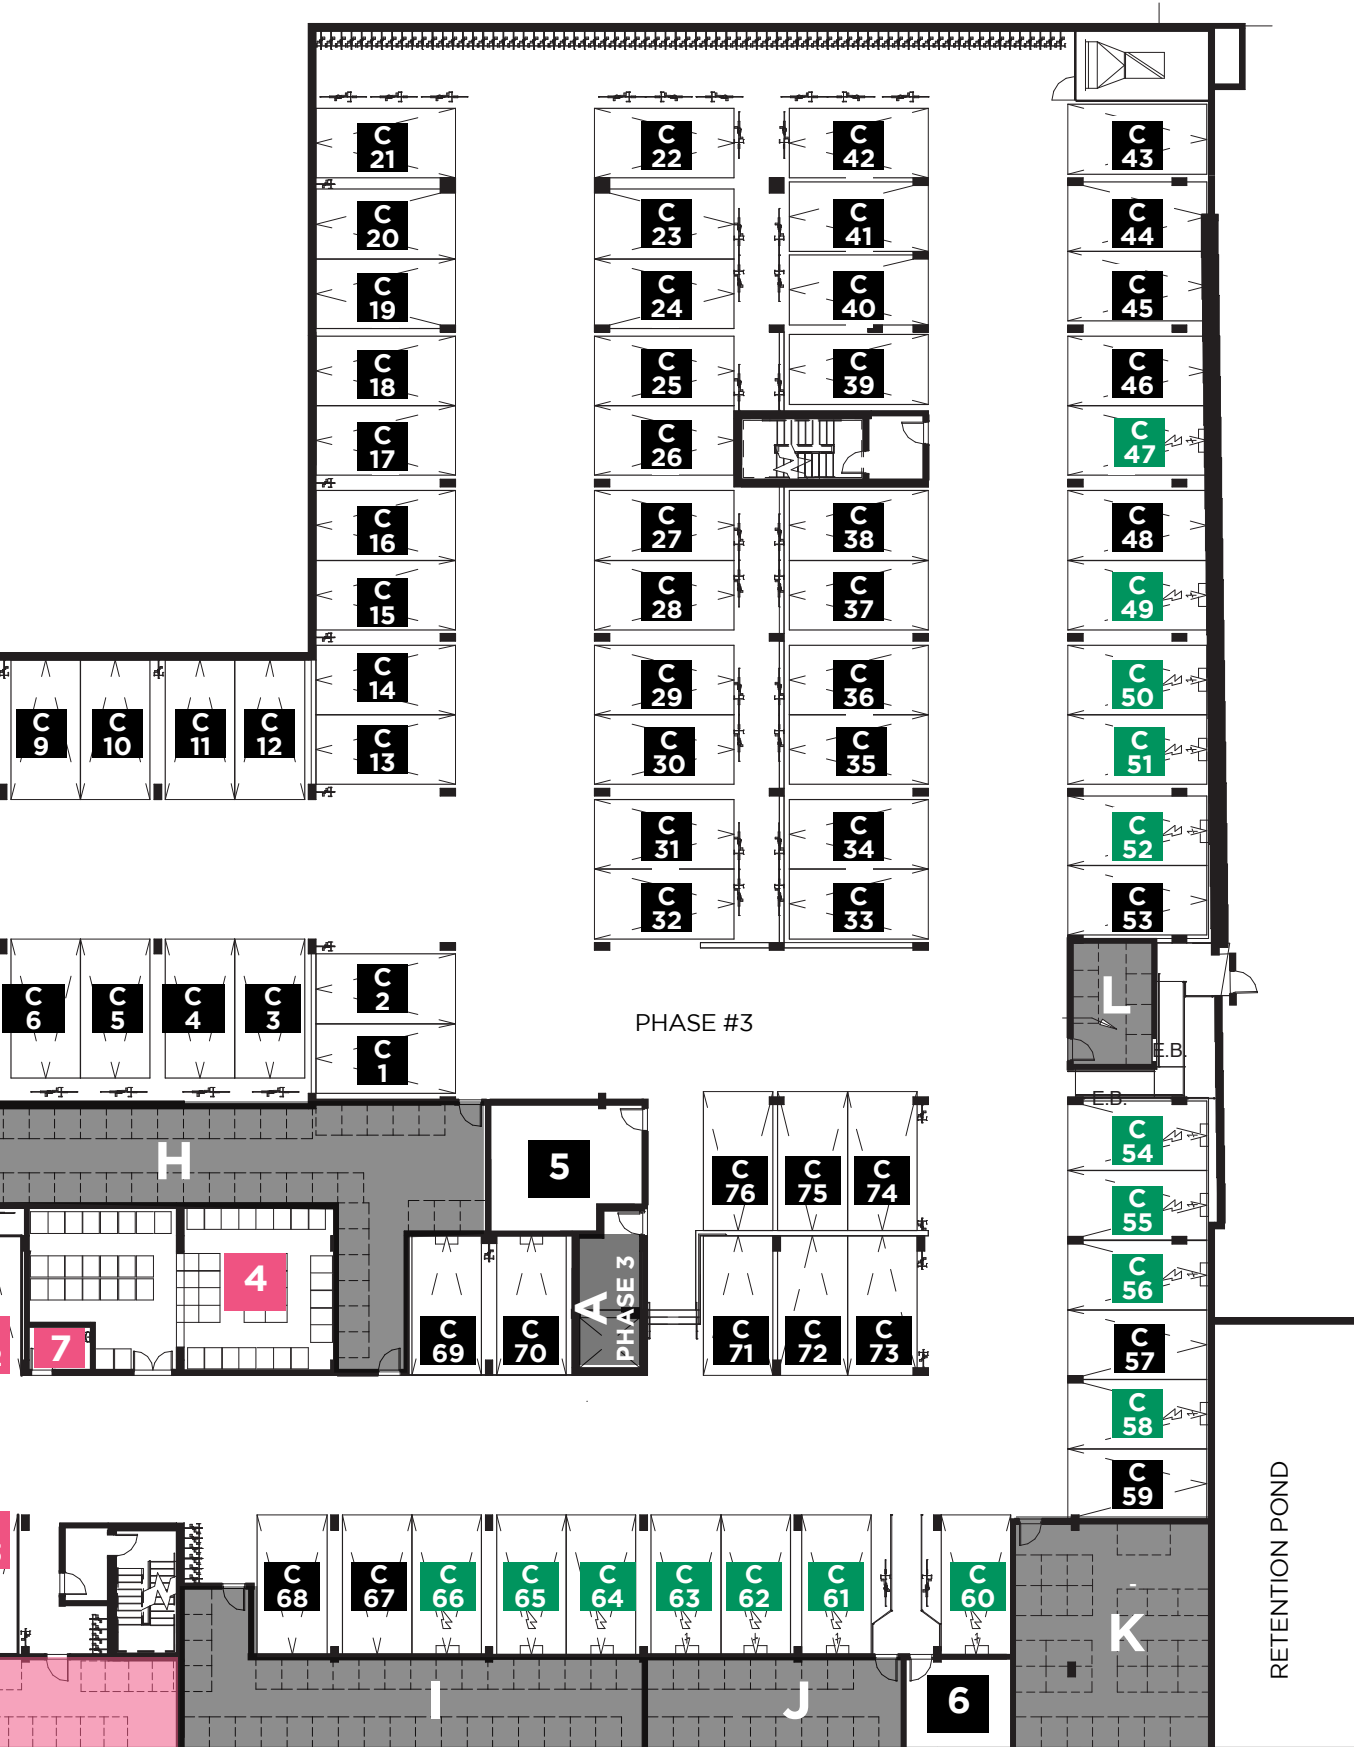 C 21
C 22
C 42
C 43
C 20
C 23
C 41
C 44
C 19
C 24
C 40
C 45
C 18
C 25
C 39
C 46
C 17
C 26
C 47
C 16
C 27
C 38
C 48
C 15
C 28
C 37
C 49
C 14
C 29
C 36
C 50
C 9
C 10
C 11
C 12
C 13
C 30
C 35
C 51
C 31
C 34
C 52
C 32
C 33
C 53
C 6
C 5
C 4
C 3
C 2
L
PHASE #3
C 1
E.B.
E.B.
C 54
H
5
C 76
C 75
C 74
C 55
4
C 56
A
PHASE 3
7
C 69
C 70
C 71
C 72
C 73
C 57
C 58
C 59
RETENTION POND
C 68
C 67
C 66
C 65
C 64
C 63
C 62
C 61
C 60
K
I
J
6